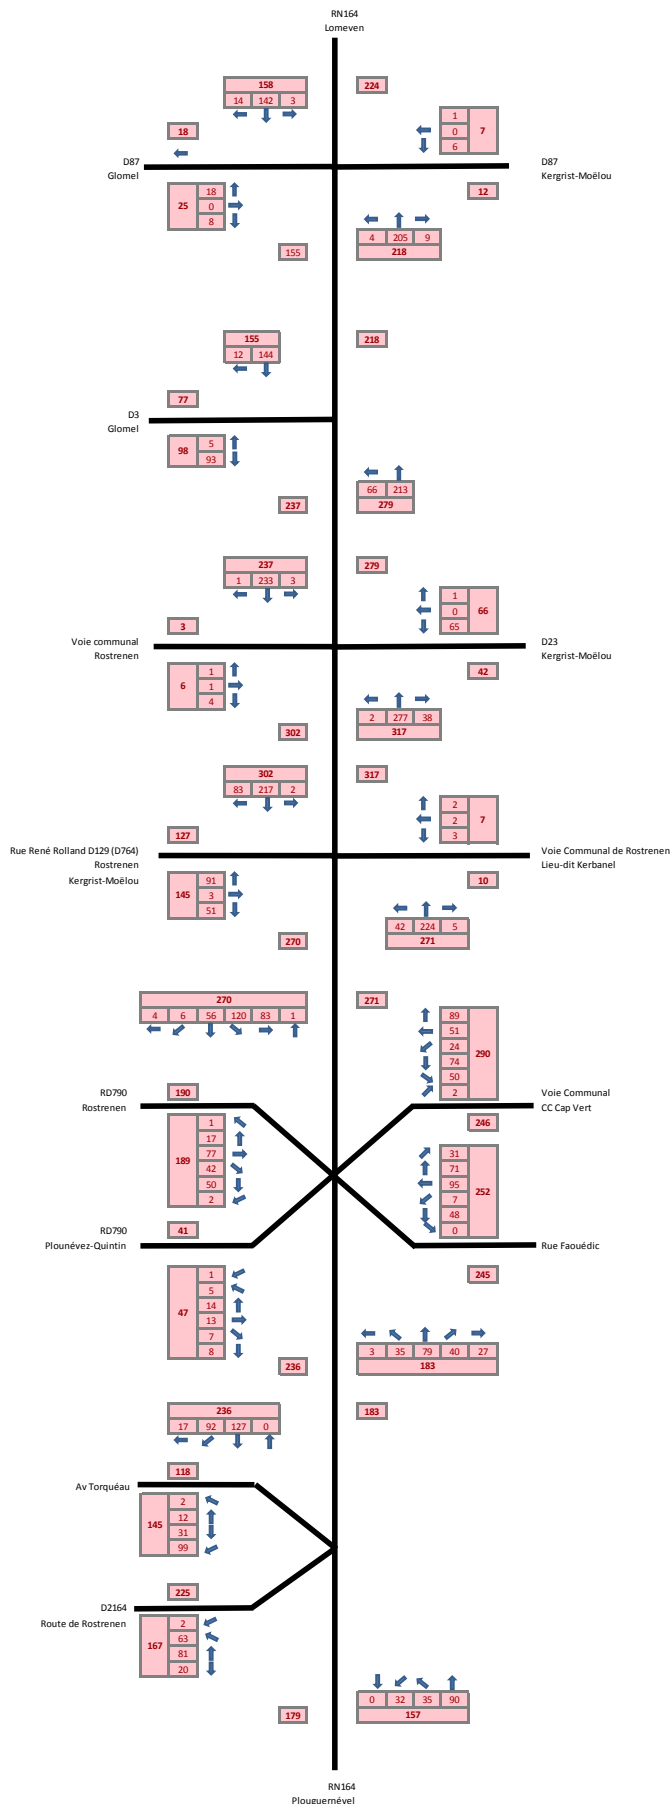 RN164
Lomeven
158
224
14 142 3
1
0
6
7
18
D87
Glomel
D87
Kergrist-Moëlou
25
18
0
8
12
4 205 9
218
155
155
218
12 144
77
D3
Glomel
98
5
93
66 213
279
237
237
279
1 233 3
1
0
65
66
3
Voie communal
Rostrenen
D23
Kergrist-Moëlou
6
1
1
4
42
2 277 38
317
302
302
317
83 217 2
2
2
3
7
127
Rue René Rolland D129 (D764)
Rostrenen
Kergrist-Moëlou
Voie Communal de Rostrenen
Lieu-dit Kerbanel
145
91
3
51
10
42 224 5
271
270
270
271
4 6 56 120 83 1
89
51
24
74
50
2
290
190
RD790
Rostrenen
Voie Communal
CC Cap Vert
189
1
17
77
42
50
2
246
31
71
95
7
48
0
252
41
RD790
Plounévez-Quintin
Rue Faouédic
47
1
5
14
13
7
8
245
3 35 79 40 27
183
236
236
183
17 92 127 0
118
Av Torquéau
145
2
12
31
99
225
D2164
Route de Rostrenen
167
2
63
81
20
0 32 35 90
157
179
RN164
Plouguernével